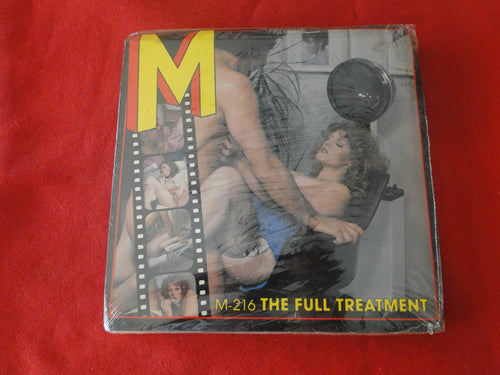 M
M-216 THE FULL TREATMENT